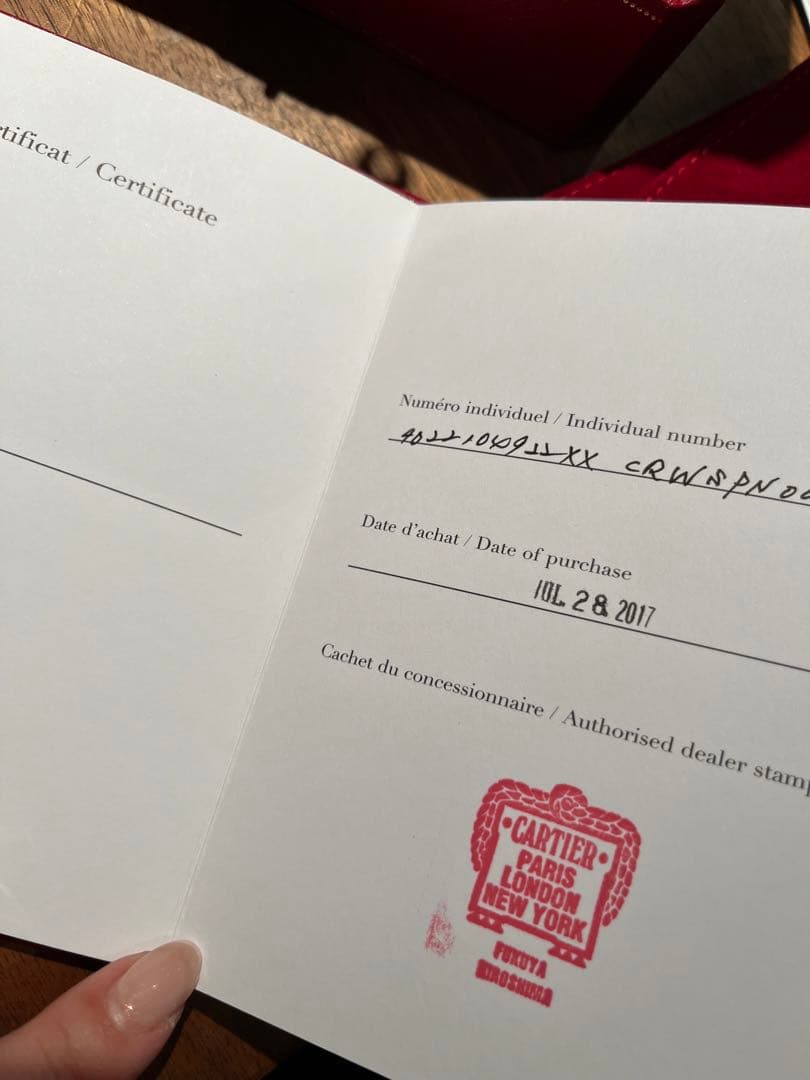 tificat / Certificate
Numéro individuel / Individual number
CRWSPN00
Date d'achat / Date of purchase
JUL 28 2017
Cachet du concessionnaire / Authorised dealer stamp
CARTIER
PARIS
LONDON
NEW YORK
FUKUYA
HIROSHIMA